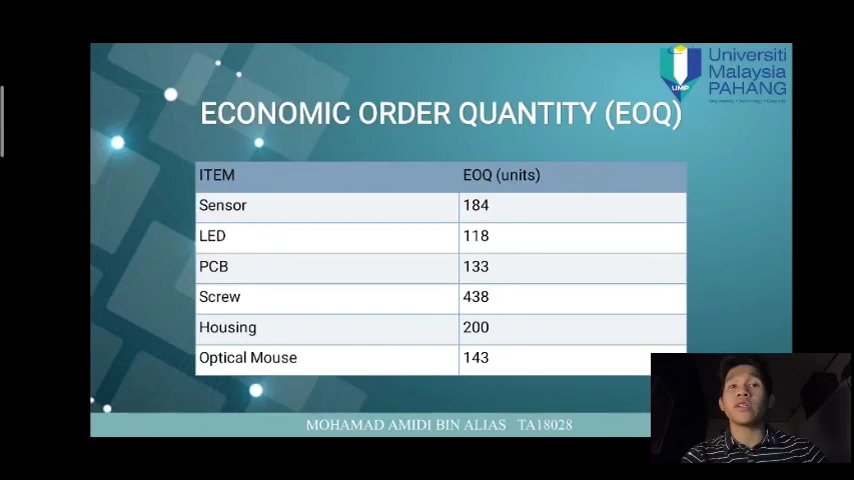 Universiti
Malaysia
PAHANG
UMP
ECONOMIC ORDER QUANTITY (EOQ)
ITEM EOQ (units)
Sensor 184
LED 118
PCB 133
Screw 438
Housing 200
Optical Mouse 143
MOHAMAD AMIDI BIN ALIAS TA18028